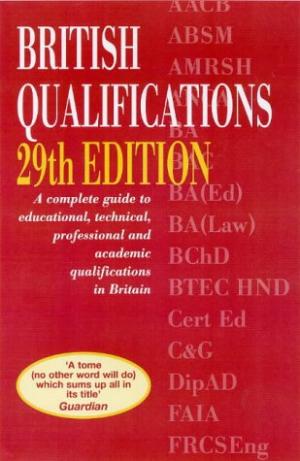 AACB
BRITISH
ABSM
QUALIFICATIONS
AMRSH
29th EDITION
BA
A complete guide to
educational, technical,
professional and
academic
qualifications
in Britain
BA(Ed)
BA(Law)
BChD
BTEC HND
Cert Ed
C&G
DipAD
FAIA
FRCSEng
'A tome
(no other word will do)
which sums up all in
its title'
Guardian